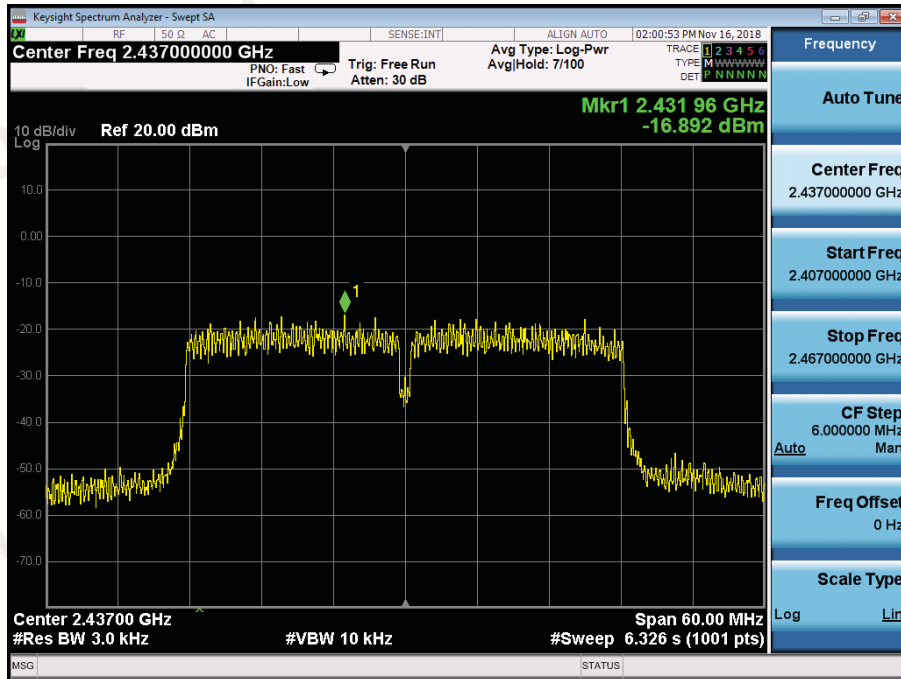 Keysight Spectrum Analyzer - Swept SA
LXI RF 50 Ω AC SENSE:INT ALIGN AUTO 02:00:53 PM Nov 16, 2018
Center Freq 2.437000000 GHz
PNO: Fast
IFGain:Low
Trig: Free Run
Atten: 30 dB
Avg Type: Log-Pwr
Avg|Hold: 7/100
TRACE 1 2 3 4 5 6
TYPE M WWWWW
DET P N N N N N
Mkr1 2.431 96 GHz
-16.892 dBm
10 dB/div Ref 20.00 dBm
Log
10.0
0.00
-10.0
1
-20.0
-30.0
-40.0
-50.0
-60.0
-70.0
Center 2.43700 GHz Span 60.00 MHz
#Res BW 3.0 kHz #VBW 10 kHz #Sweep 6.326 s (1001 pts)
MSG STATUS
Frequency
Auto Tune
Center Freq
2.437000000 GHz
Start Freq
2.407000000 GHz
Stop Freq
2.467000000 GHz
CF Step
6.000000 MHz
Auto Man
Freq Offset
0 Hz
Scale Type
Log Lin